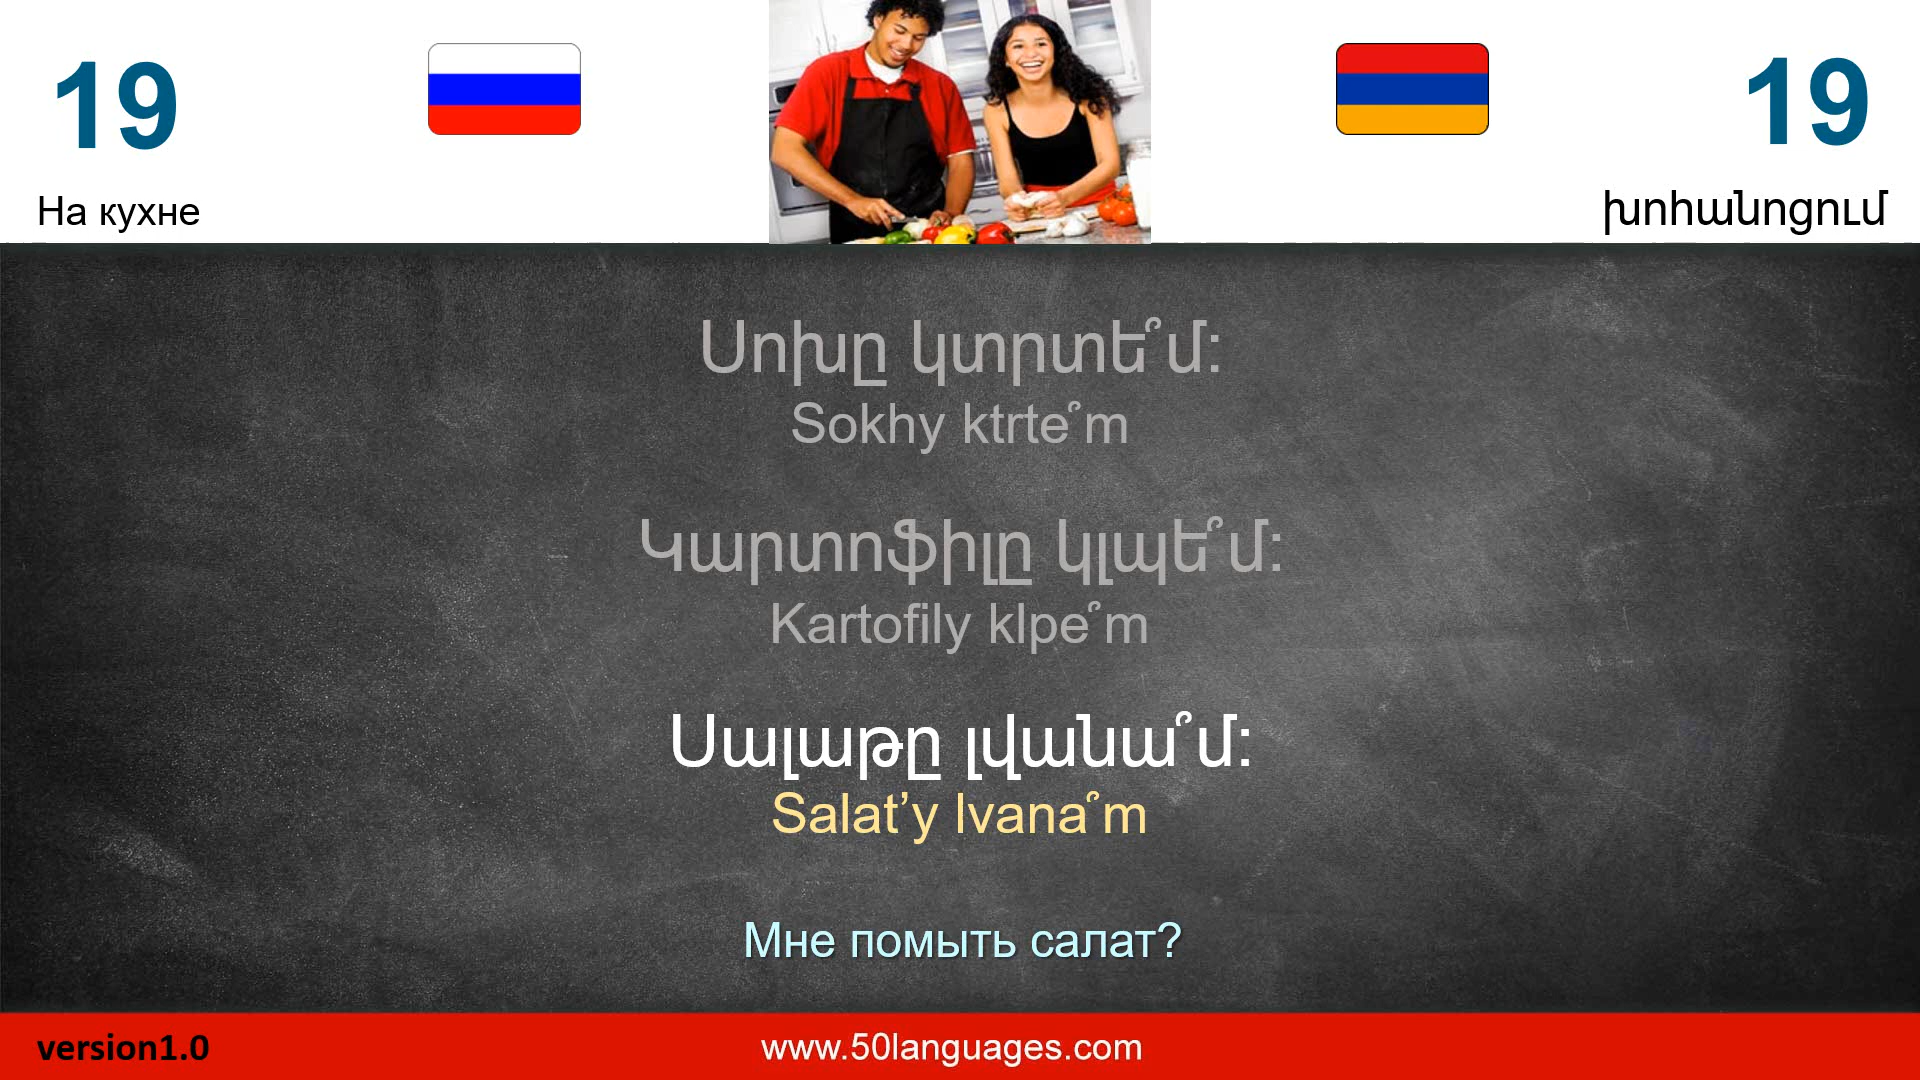 19
19
На кухне
խոհանոցում
Սոխը կտրտե՞մ:
Sokhy ktrte՞m
Կարտոֆիլը կլպե՞մ:
Kartofily klpe՞m
Սալաթը լվանա՞մ:
Salat’y lvana՞m
Мне помыть салат?
version1.0
www.50languages.com